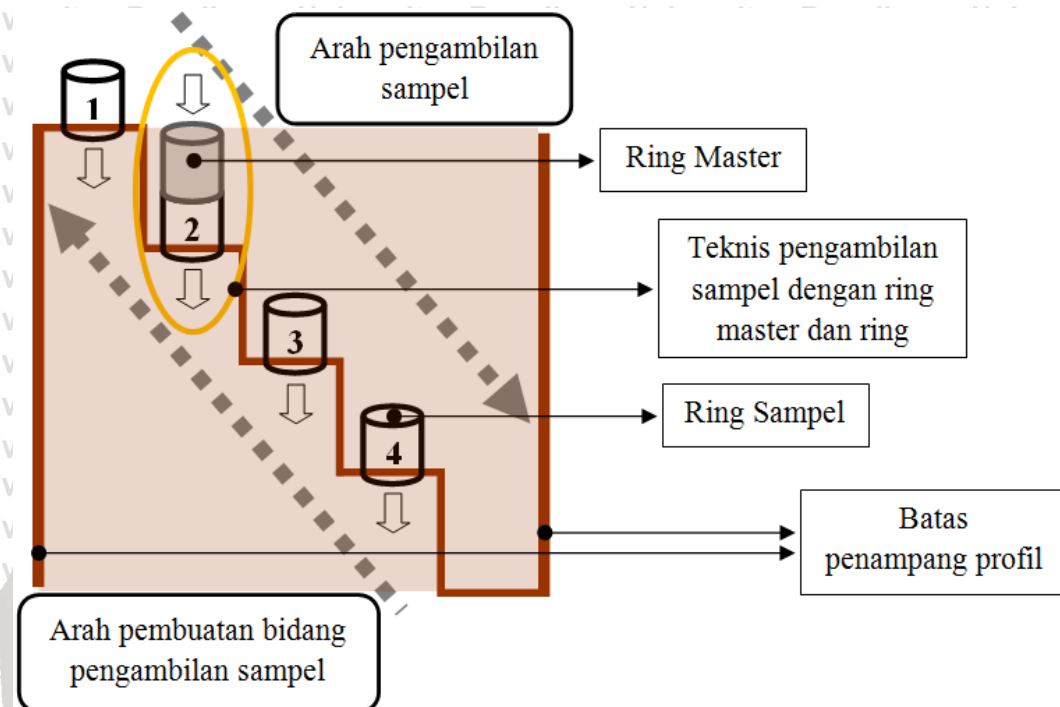 Arah pengambilan
sampel
1
Ring Master
2
Teknis pengambilan
sampel dengan ring
master dan ring
3
Ring Sampel
4
Batas
penampang profil
Arah pembuatan bidang
pengambilan sampel